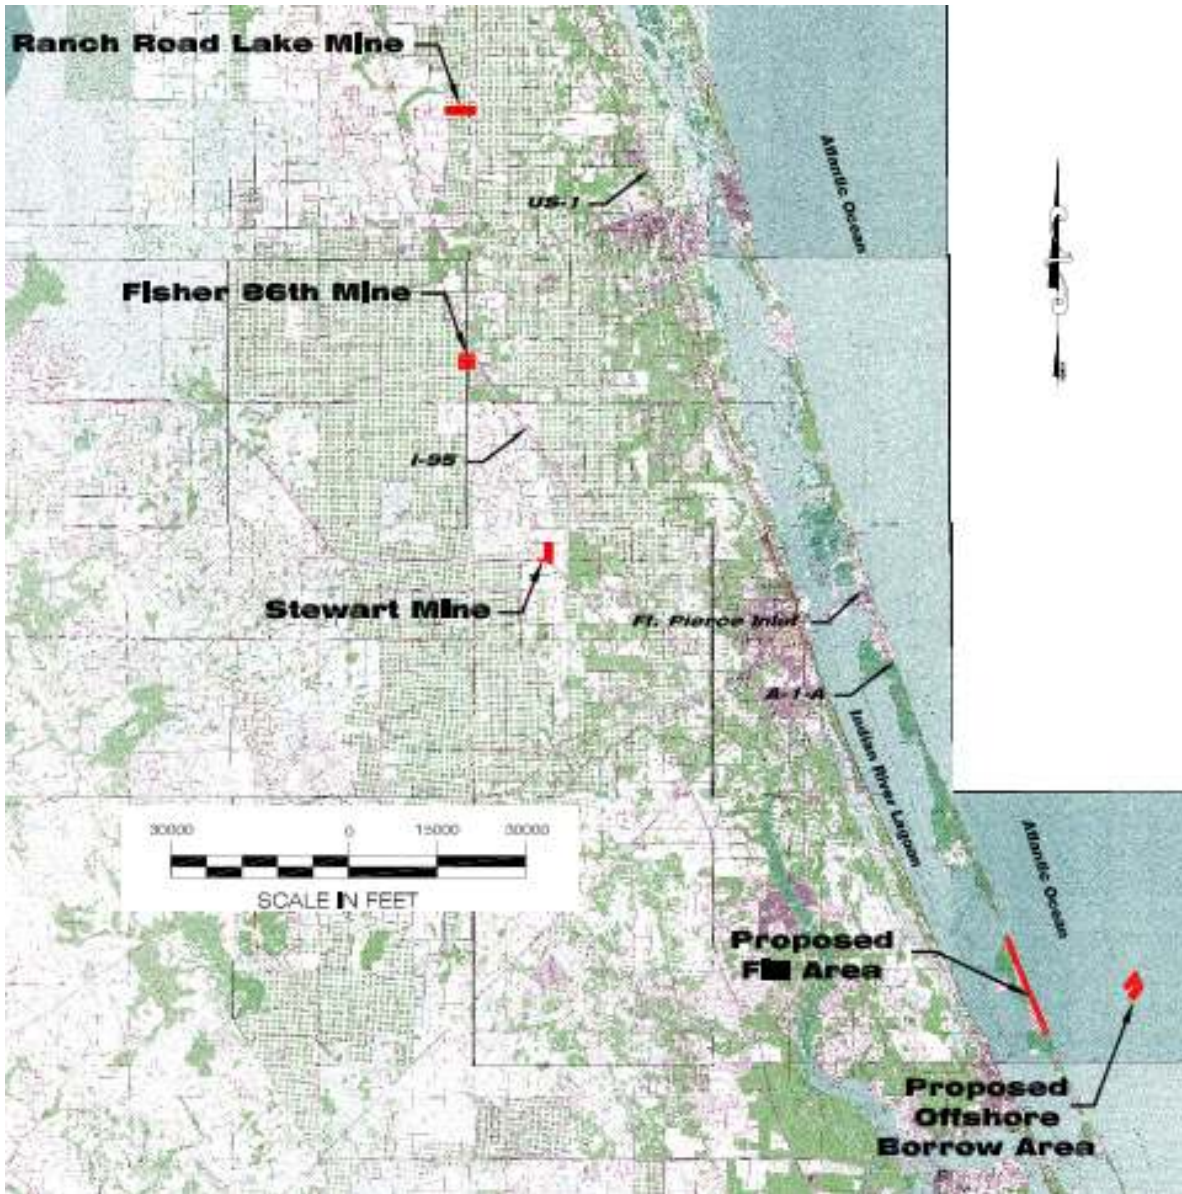 Ranch Road Lake Mine
Atlantic Ocean
US-1
Fisher 86th Mine
I-95
Stewart Mine
Ft. Pierce Inlet
A-1-A
Indian River Lagoon
30000 0 15000 30000
SCALE IN FEET
Atlantic Ocean
Proposed
Fill Area
Proposed
Offshore
Borrow Area